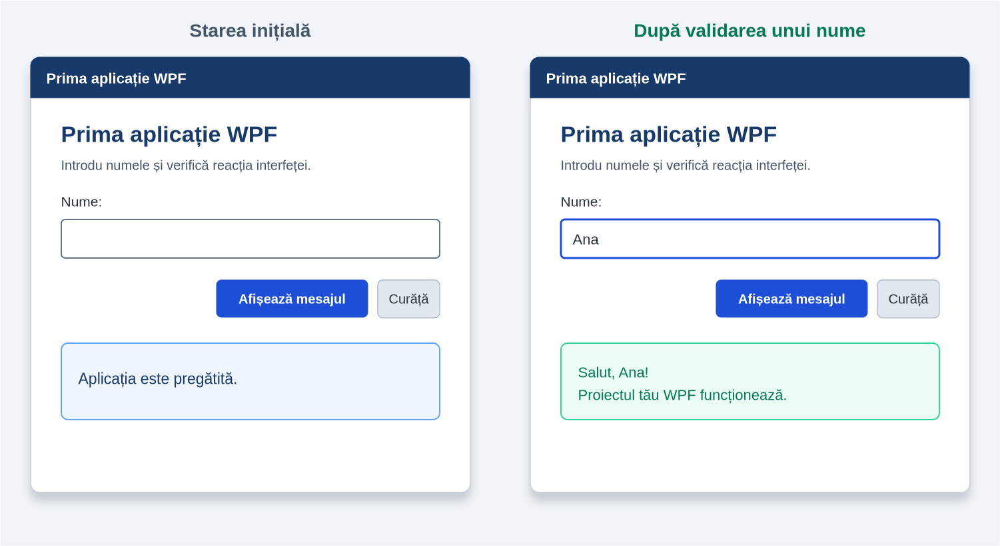 Starea inițială
Prima aplicație WPF
Prima aplicație WPF
Introdu numele și verifică reacția interfeței.
Nume:
Afișează mesajul
Curăță
Aplicația este pregătită.
După validarea unui nume
Prima aplicație WPF
Prima aplicație WPF
Introdu numele și verifică reacția interfeței.
Nume:
Ana
Afișează mesajul
Curăță
Salut, Ana!
Proiectul tău WPF funcționează.